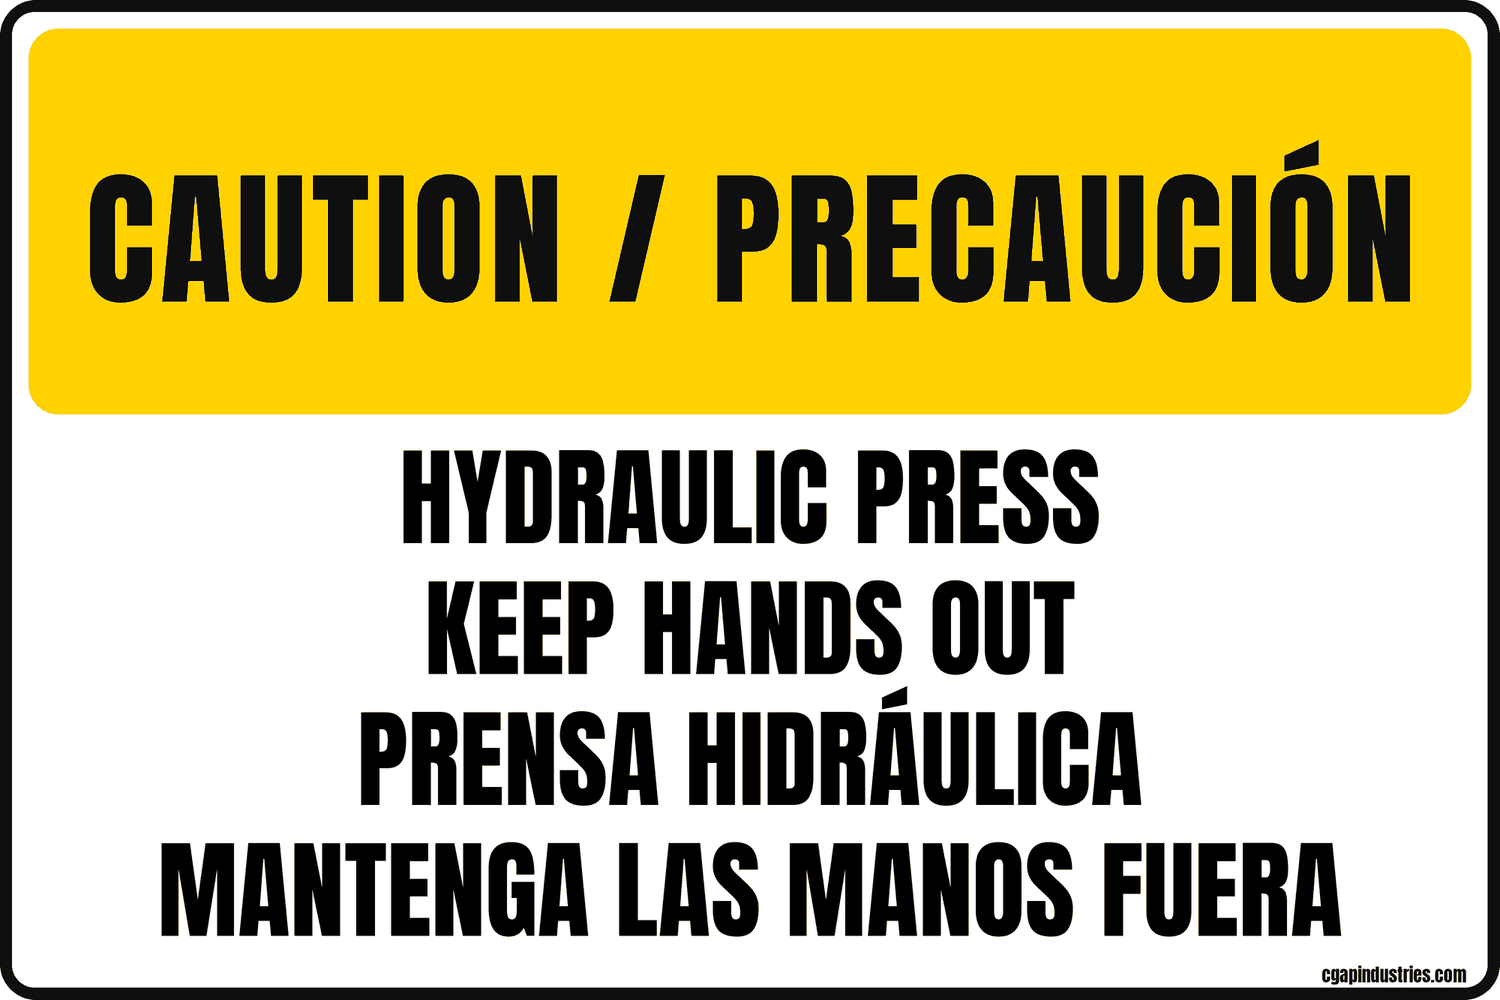 CAUTION / PRECAUCIÓN
HYDRAULIC PRESS
KEEP HANDS OUT
PRENSA HIDRÁULICA
MANTENGA LAS MANOS FUERA
cgapindustries.com